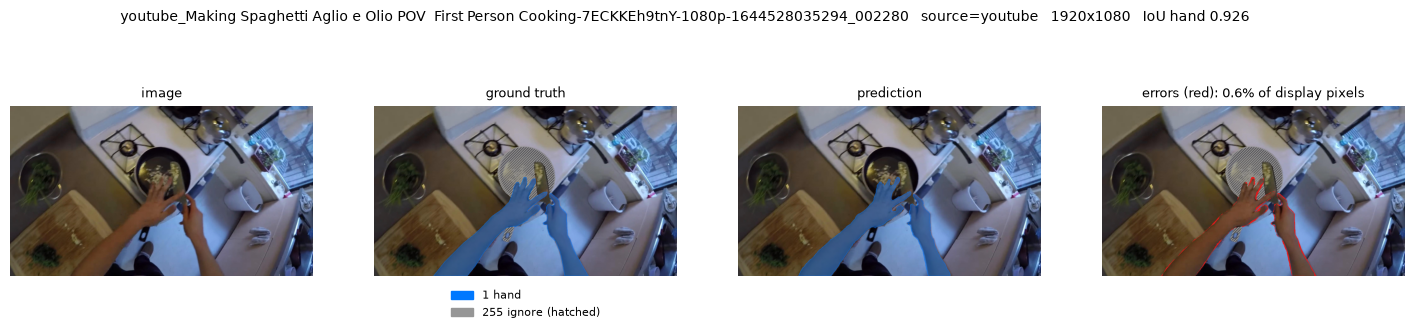 youtube_Making Spaghetti Aglio e Olio POV  First Person Cooking-7ECKKEh9tnY-1080p-1644528035294_002280   source=youtube   1920x1080   IoU hand 0.926
image
ground truth
prediction
errors (red): 0.6% of display pixels
1 hand
255 ignore (hatched)